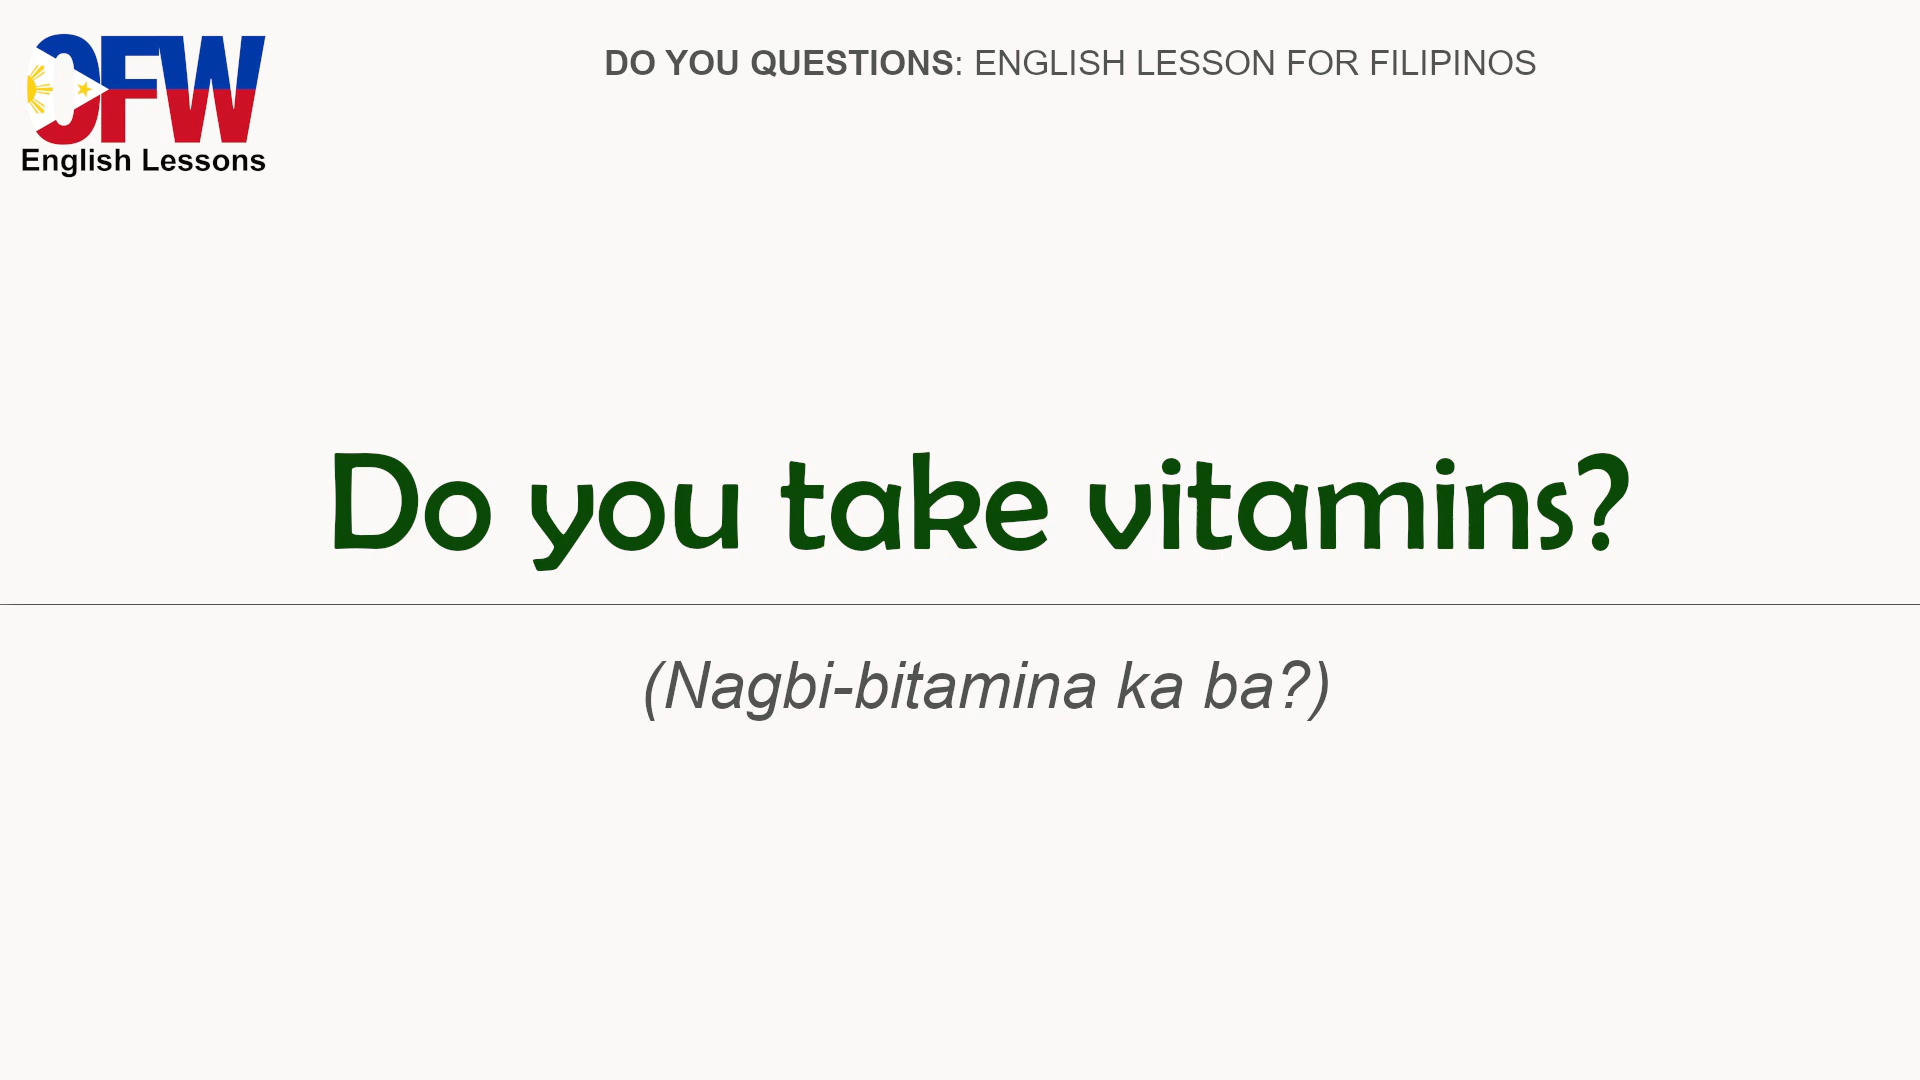 OFW
English Lessons
DO YOU QUESTIONS: ENGLISH LESSON FOR FILIPINOS
Do you take vitamins?
(Nagbi-bitamina ka ba?)